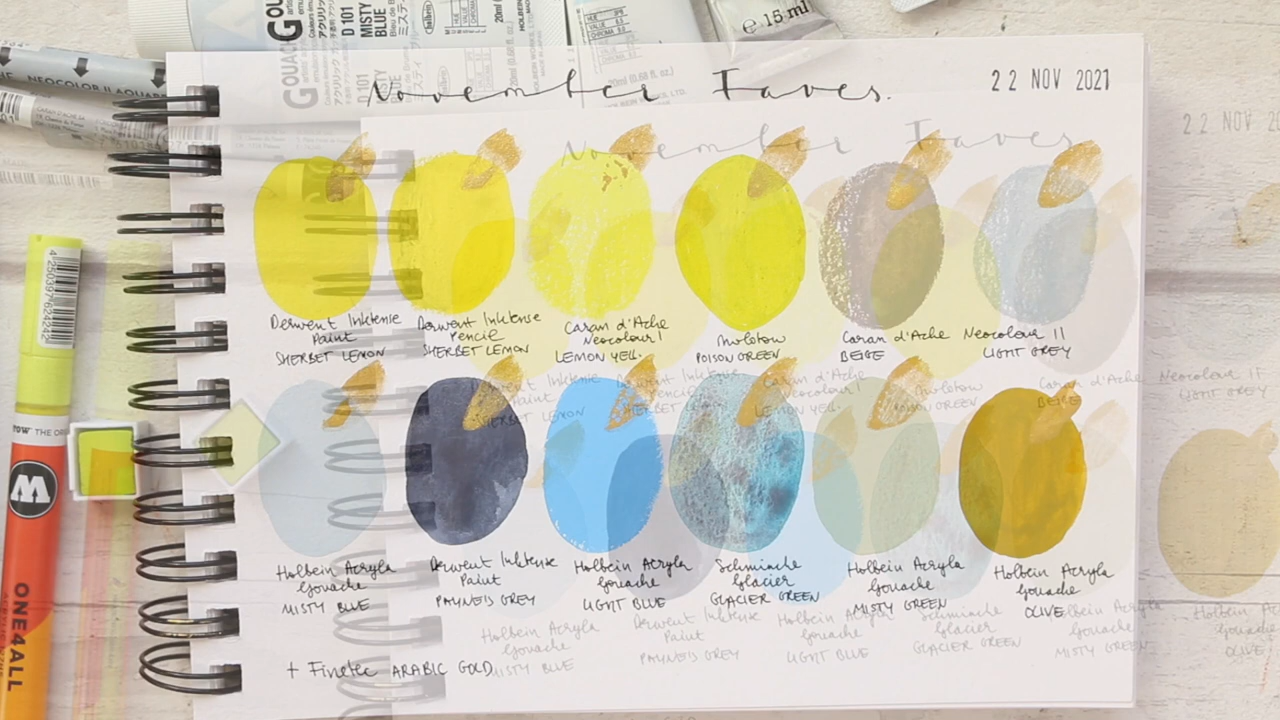 GOUACHE
D 101
MISTY
BLUE
20ml
e 15 ml
NEOCOLOR II AQUA
November Faves.
22 NOV 2021
Derwent Inktense
Paint
SHERBET LEMON
Derwent Inktense
Pencil
SHERBET LEMON
Caran d'Ache
Neocolour I
LEMON YELL.
Molotow
POISON GREEN
Caran d'Ache Neocolour II
BEIGE
LIGHT GREY
Holbein Acryla
Gouache
MISTY BLUE
Derwent Inktense
Paint
PAYNE'S GREY
Holbein Acryla
Gouache
LIGHT BLUE
Schmincke
Glacier
GLACIER GREEN
Holbein Acryla
Gouache
MISTY GREEN
Holbein Acryla
Gouache
OLIVE
+ Finetec ARABIC GOLD
ONE4ALL